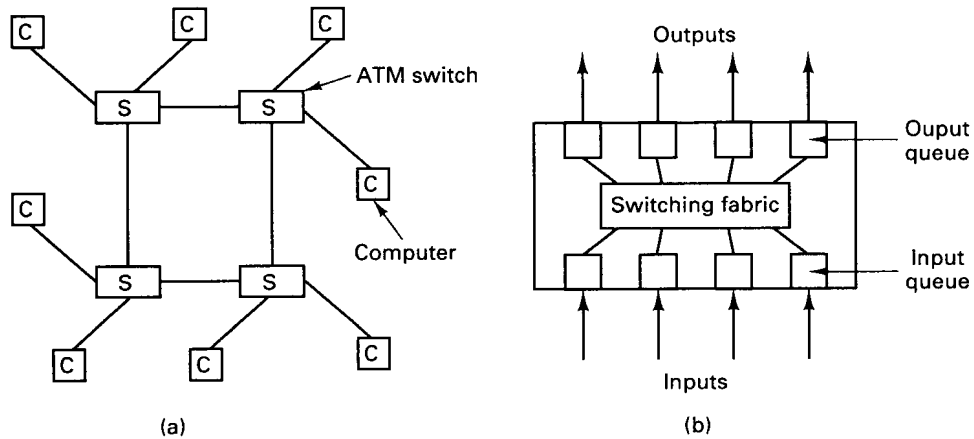 C
C
C
ATM switch
S
S
C
Computer
C
S
S
C
C
C
(a)
Outputs
Ouput
queue
Switching fabric
Input
queue
Inputs
(b)